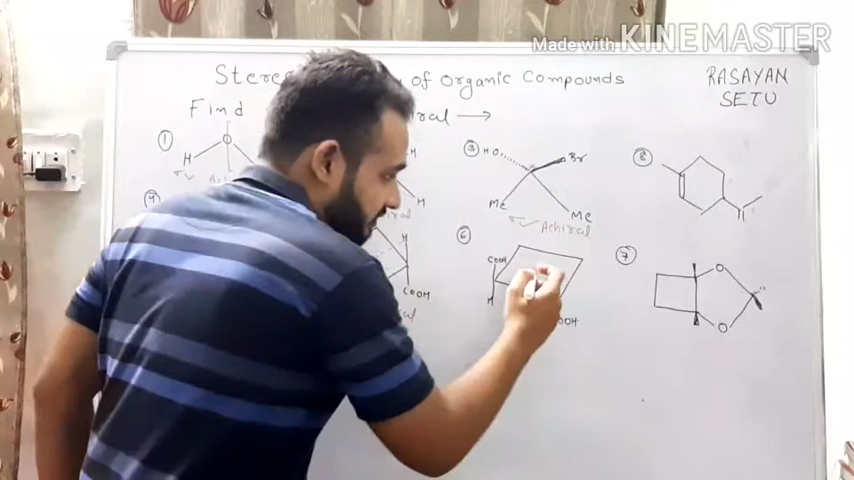 Made with KINEMASTER
Stere of Organic Compounds
RASAYAN
SETU
Find ral →
①
H
③ HO Br
Me Me
Achiral
⑧
④
H
H
COOH
⑥
COOH
H
OH
⑦
O
O
H